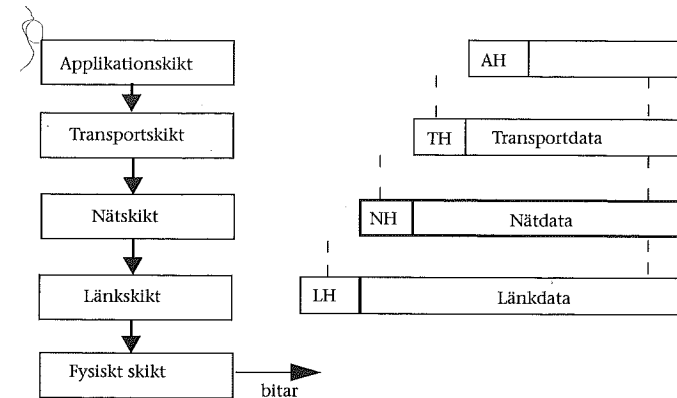 Applikationskikt
AH
Transportskikt
TH
Transportdata
Nätskikt
NH
Nätdata
Länkskikt
LH
Länkdata
Fysiskt skikt
bitar